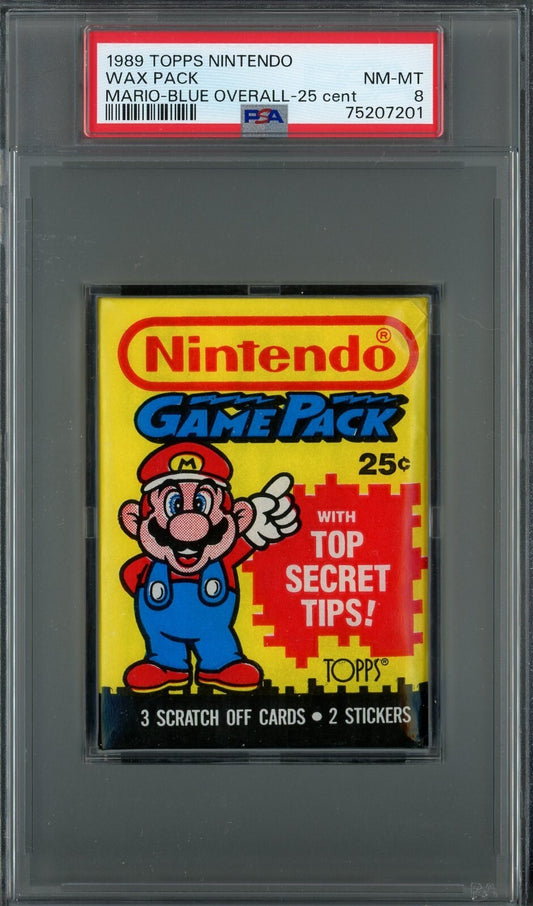 1989 TOPPS NINTENDO
WAX PACK NM-MT
MARIO-BLUE OVERALL-25 cent 8
PSA 75207201
Nintendo®
GAME PACK
25¢
M
WITH
TOP
SECRET
TIPS!
TOPPS®
3 SCRATCH OFF CARDS • 2 STICKERS
PSA